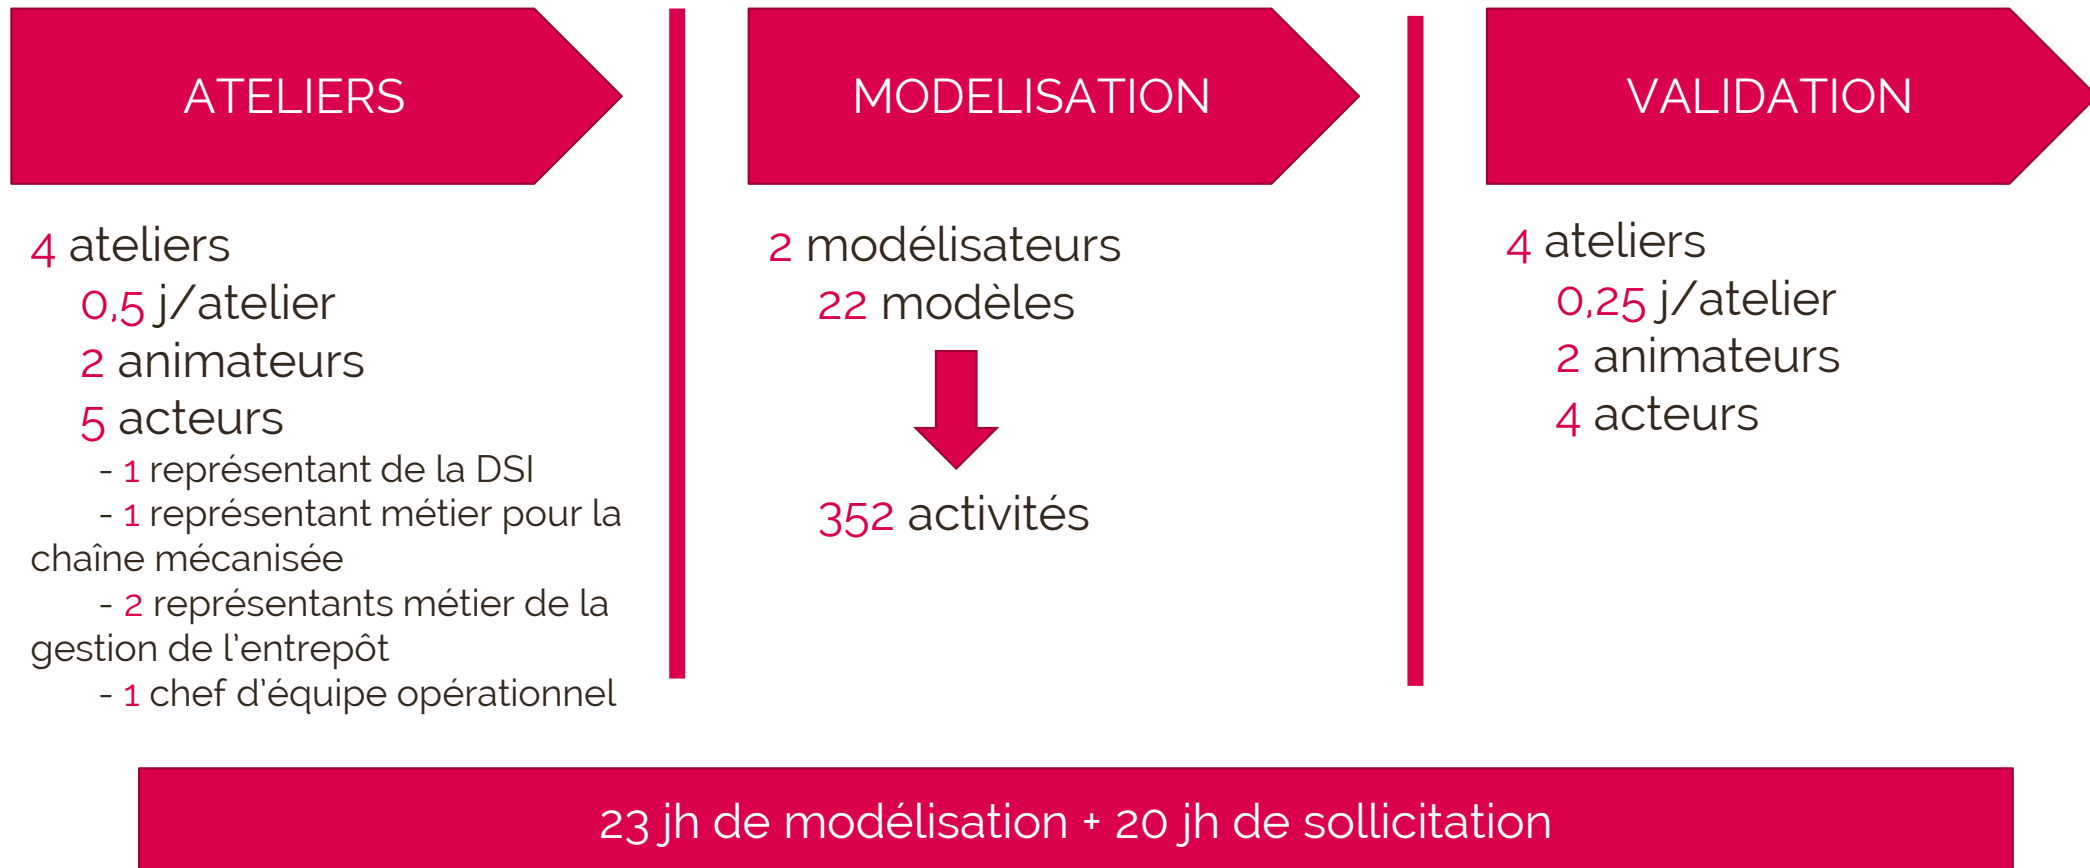 ATELIERS
4 ateliers
0,5 j/atelier
2 animateurs
5 acteurs
- 1 représentant de la DSI
- 1 représentant métier pour la
chaîne mécanisée
- 2 représentants métier de la
gestion de l'entrepôt
- 1 chef d'équipe opérationnel
MODELISATION
2 modélisateurs
22 modèles
352 activités
VALIDATION
4 ateliers
0,25 j/atelier
2 animateurs
4 acteurs
23 jh de modélisation + 20 jh de sollicitation